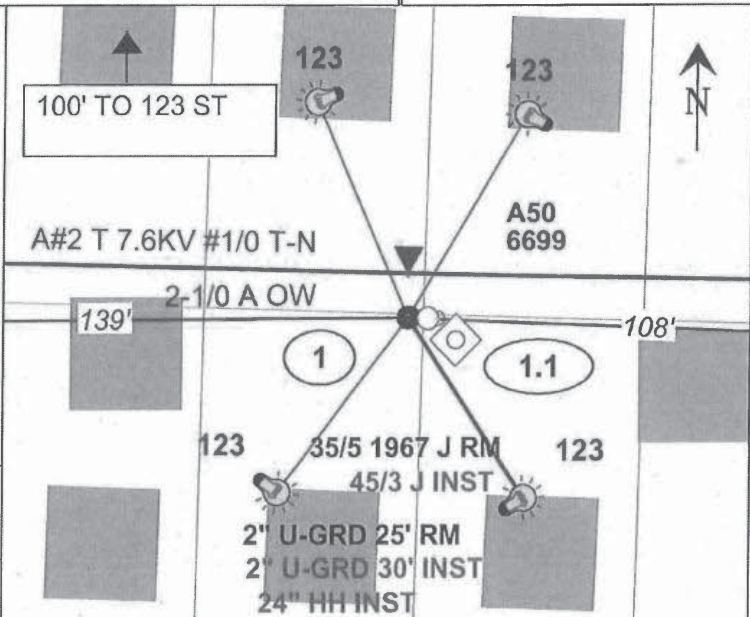 123
123
100' TO 123 ST
N
A50
6699
A#2 T 7.6KV #1/0 T-N
2-1/0 A OW
139'
108'
1
1.1
123
35/5 1967 J RM
123
45/3 J INST
2" U-GRD 25' RM
2" U-GRD 30' INST
24" HH INST